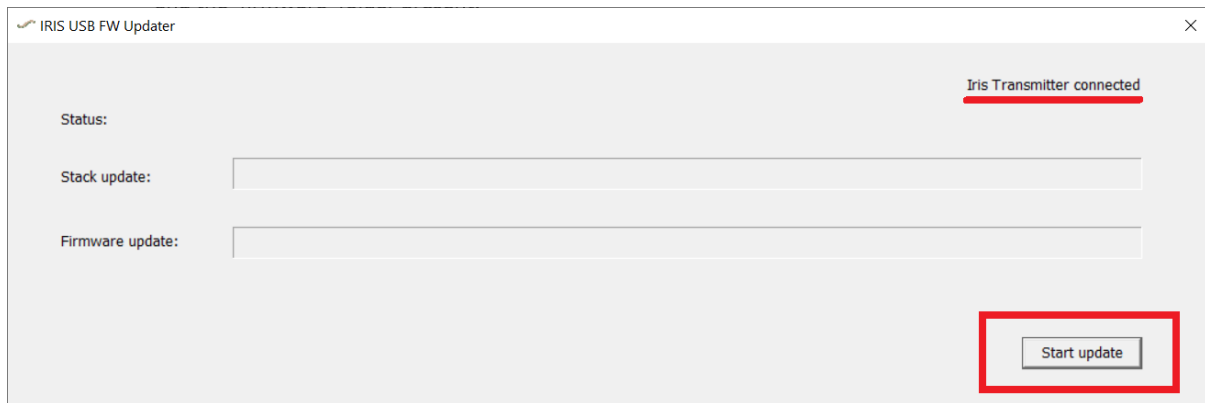 IRIS USB FW Updater
Iris Transmitter connected
Status:
Stack update:
Firmware update:
Start update